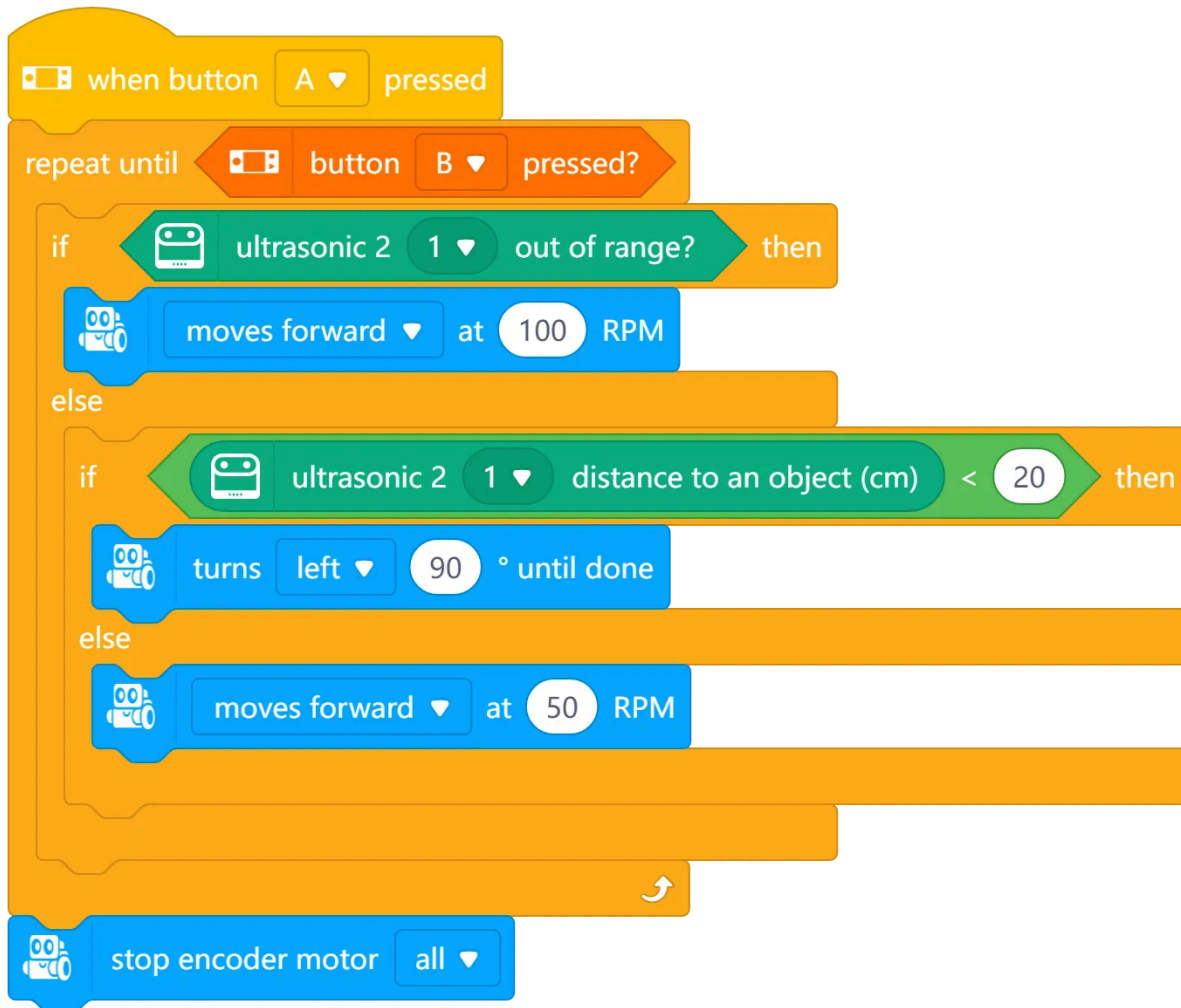 when button A pressed
repeat until button B pressed?
if ultrasonic 2 1 out of range? then
moves forward at 100 RPM
else
if ultrasonic 2 1 distance to an object (cm) < 20 then
turns left 90 ° until done
else
moves forward at 50 RPM
stop encoder motor all